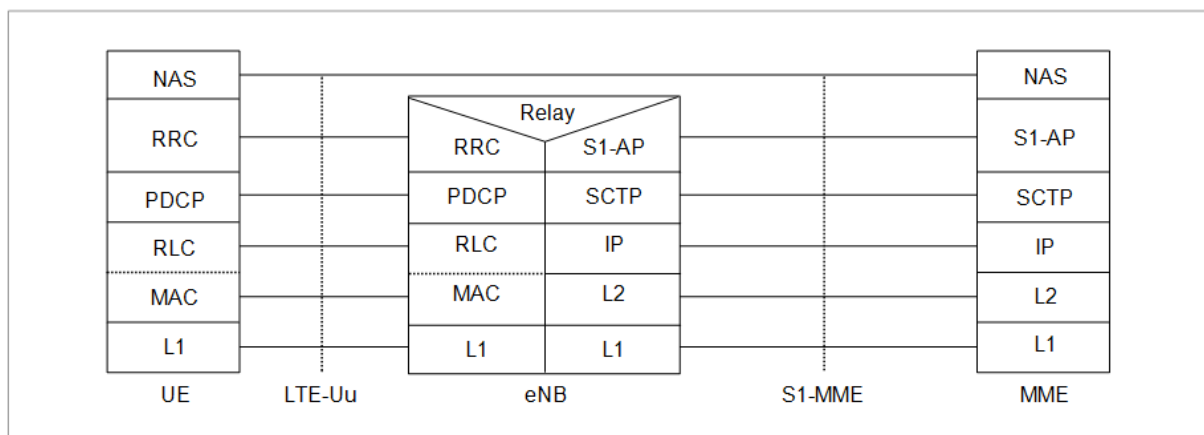 NAS NAS
Relay
RRC RRC S1-AP S1-AP
PDCP PDCP SCTP SCTP
RLC RLC IP IP
MAC MAC L2 L2
L1 L1 L1 L1
UE LTE-Uu eNB S1-MME MME